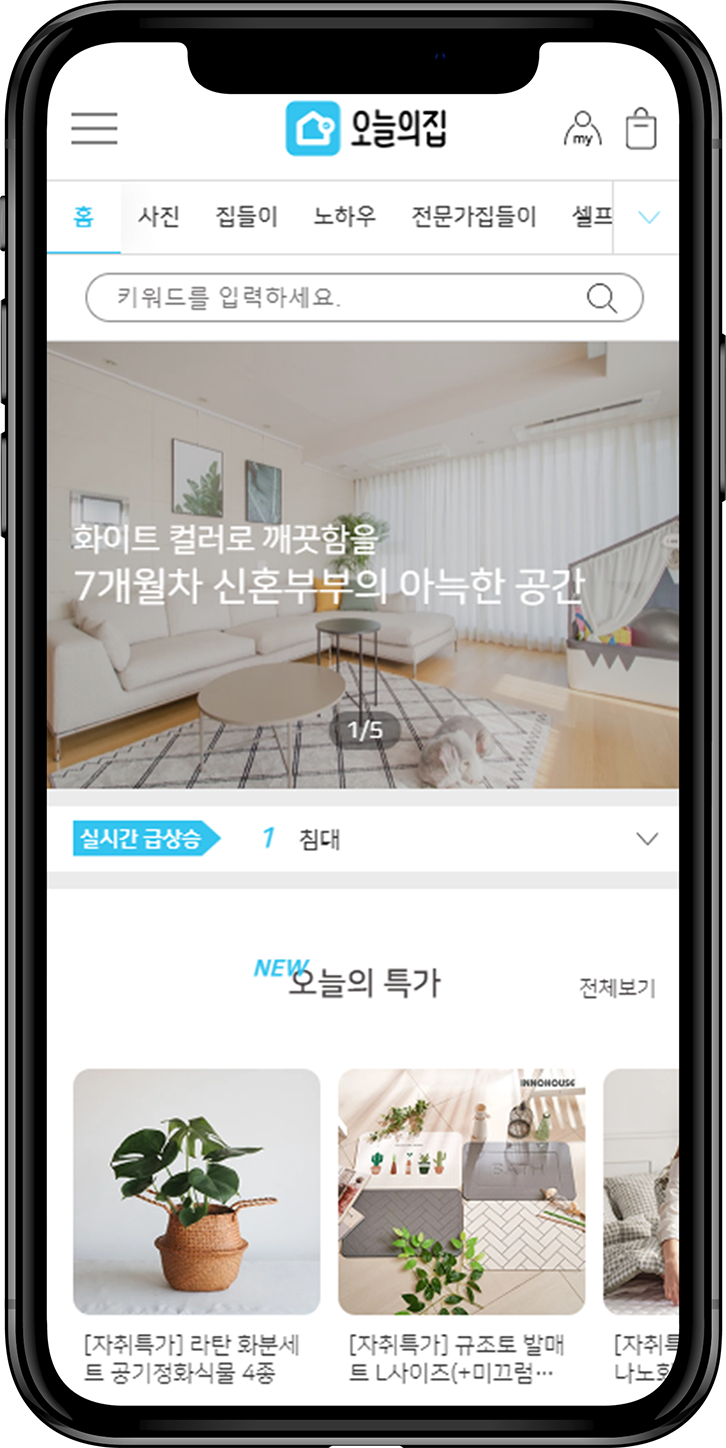 오늘의집
my
홈 사진 집들이 노하우 전문가집들이 셀프
키워드를 입력하세요.
화이트 컬러로 깨끗함을
7개월차 신혼부부의 아늑한 공간
1/5
실시간 급상승 1 침대
NEW
오늘의 특가
전체보기
INNOHOUSE
BATH
[자취특가] 라탄 화분세
트 공기정화식물 4종
[자취특가] 규조토 발매
트 L사이즈(+미끄럼···
[자취특
나노화